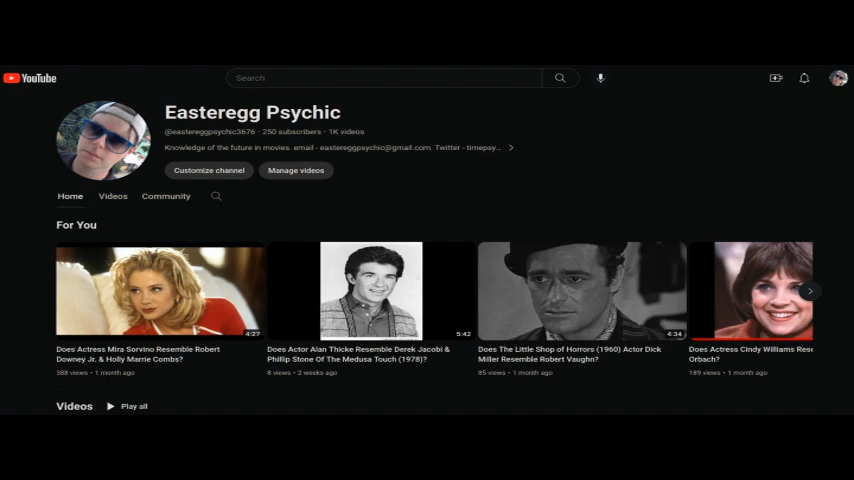 YouTube
Search
Easteregg Psychic
@eastereggpsychic3676 · 250 subscribers · 1K videos
Knowledge of the future in movies. email - eastereggpsychic@gmail.com. Twitter - timepsy...
Customize channel
Manage videos
Home
Videos
Community
For You
4:27
5:42
4:34
Does Actress Mira Sorvino Resemble Robert
Downey Jr. & Holly Marrie Combs?
388 views · 1 month ago
Does Actor Alan Thicke Resemble Derek Jacobi &
Phillip Stone Of The Medusa Touch (1978)?
8 views · 2 weeks ago
Does The Little Shop of Horrors (1960) Actor Dick
Miller Resemble Robert Vaughn?
85 views · 1 month ago
Does Actress Cindy Williams Rese
Orbach?
189 views · 1 month ago
Videos
Play all